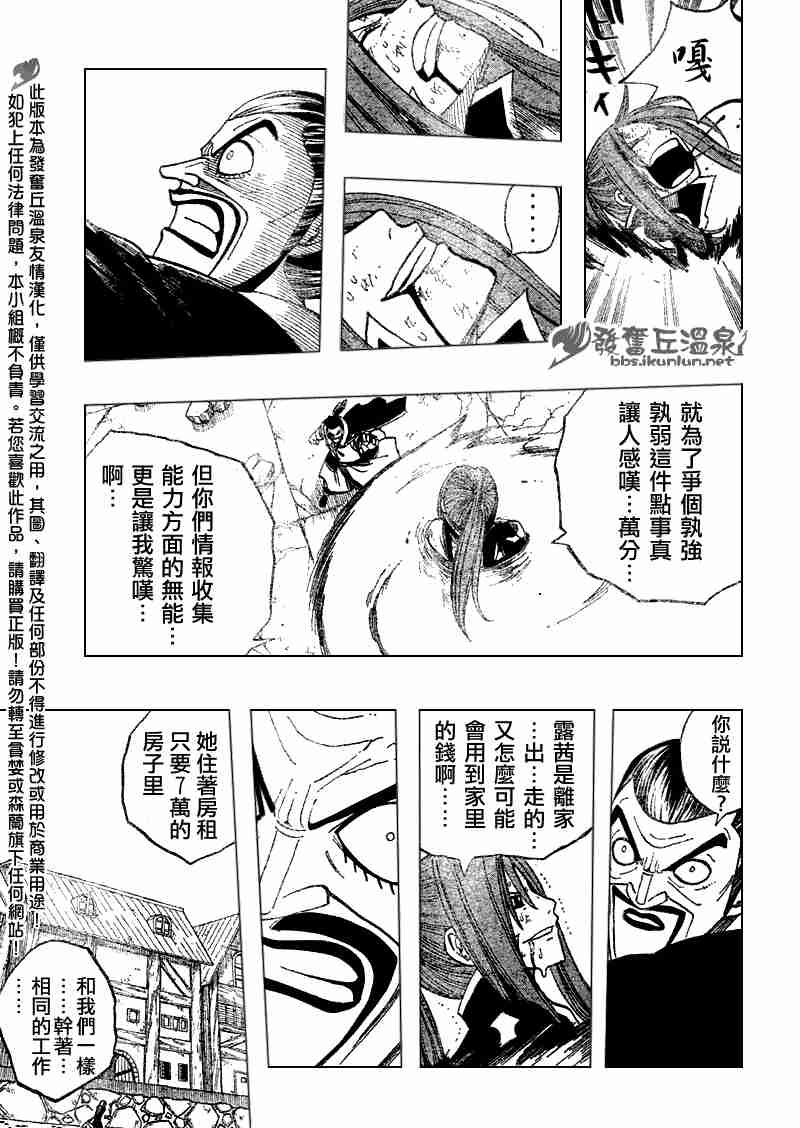 嘎
ドキィ
……
發奮丘溫泉
bbs.ikunlun.net
就為了爭個孰強
孰弱這件點事真
讓人感嘆…萬分…
但你們情報收集
能力方面的無能…
更是讓我驚嘆…
啊…
你說什麼?
露茜是離家
…出…走的…
又怎麼可能
會用到家里
的錢啊……
她住著房租
只要7萬的
房子里
和我們一樣
……幹著…
相同的工作
……
此版本為發奮丘溫泉友情漢化，僅供學習交流之用，其圖、翻譯及任何部份不得進行修改或用於商業用途！
如犯上任何法律問題，本小組概不負責。若您喜歡此作品，請購買正版！請勿轉至貪婪或森蘭旗下任何網站！